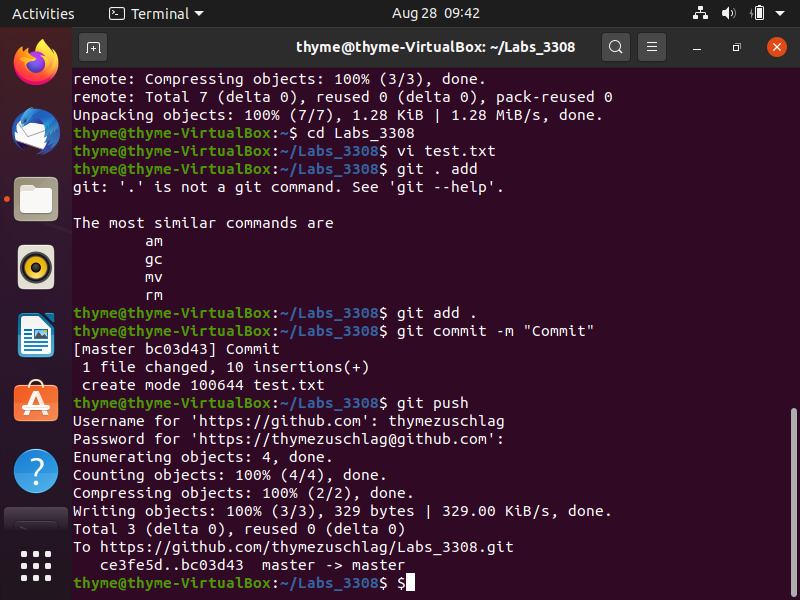 Activities
Terminal
Aug 28 09:42
thyme@thyme-VirtualBox: ~/Labs_3308
remote: Compressing objects: 100% (3/3), done.
remote: Total 7 (delta 0), reused 0 (delta 0), pack-reused 0
Unpacking objects: 100% (7/7), 1.28 KiB | 1.28 MiB/s, done.
thyme@thyme-VirtualBox:~$ cd Labs_3308
thyme@thyme-VirtualBox:~/Labs_3308$ vi test.txt
thyme@thyme-VirtualBox:~/Labs_3308$ git . add
git: '.' is not a git command. See 'git --help'.
The most similar commands are
am
gc
mv
rm
thyme@thyme-VirtualBox:~/Labs_3308$ git add .
thyme@thyme-VirtualBox:~/Labs_3308$ git commit -m "Commit"
[master bc03d43] Commit
1 file changed, 10 insertions(+)
create mode 100644 test.txt
thyme@thyme-VirtualBox:~/Labs_3308$ git push
Username for 'https://github.com': thymezuschlag
Password for 'https://thymezuschlag@github.com':
Enumerating objects: 4, done.
Counting objects: 100% (4/4), done.
Compressing objects: 100% (2/2), done.
Writing objects: 100% (3/3), 329 bytes | 329.00 KiB/s, done.
Total 3 (delta 0), reused 0 (delta 0)
To https://github.com/thymezuschlag/Labs_3308.git
ce3fe5d..bc03d43  master -> master
thyme@thyme-VirtualBox:~/Labs_3308$ $